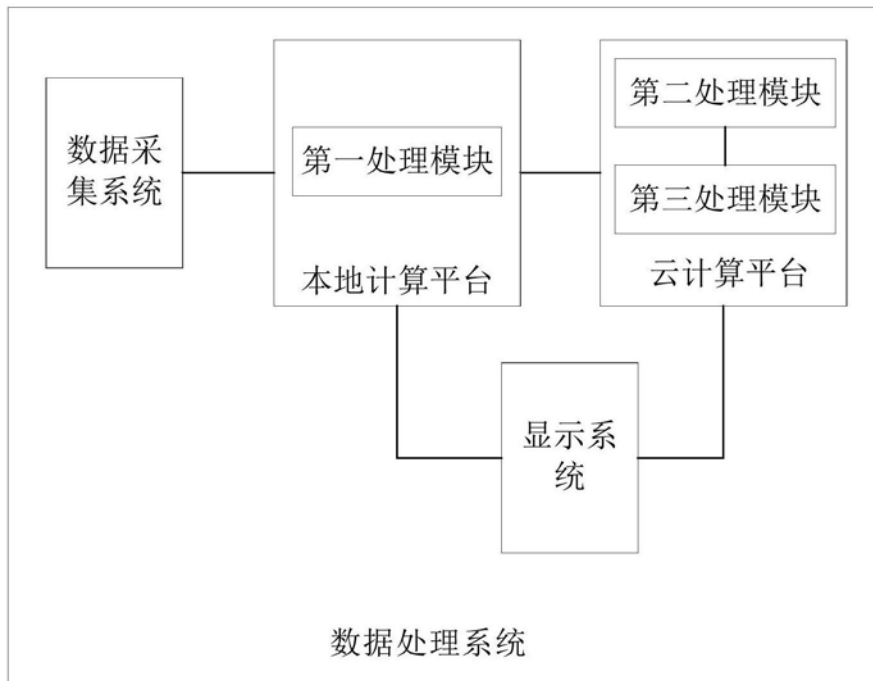 数据采
集系统
第一处理模块
本地计算平台
第二处理模块
第三处理模块
云计算平台
显示系
统
数据处理系统